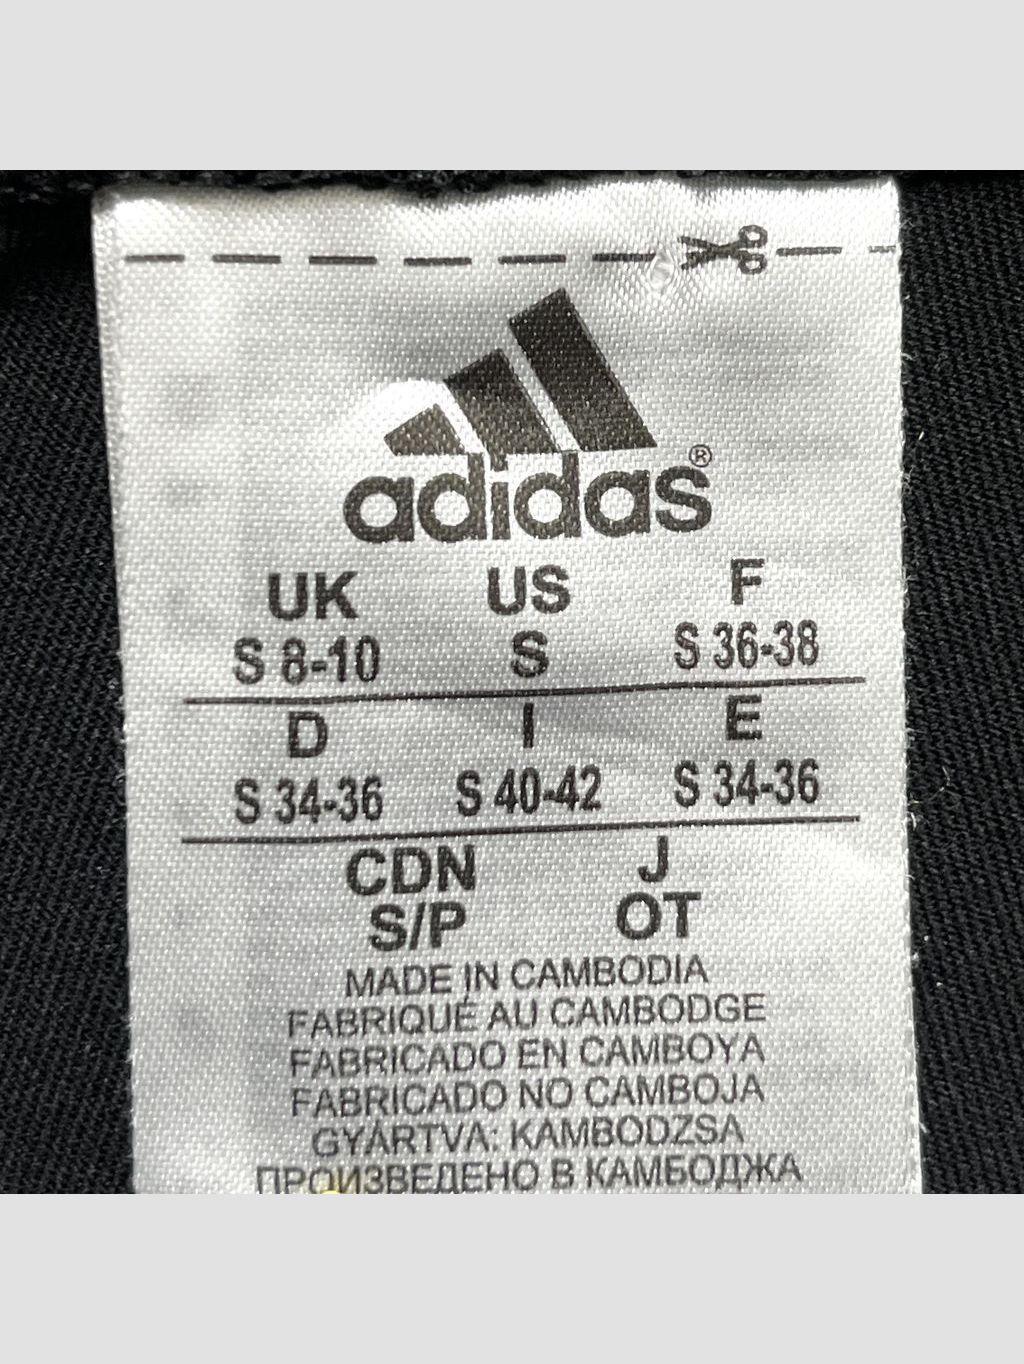 adidas®
UK US F
S 8-10 S S 36-38
D I E
S 34-36 S 40-42 S 34-36
CDN J
S/P OT
MADE IN CAMBODIA
FABRIQUÉ AU CAMBODGE
FABRICADO EN CAMBOYA
FABRICADO NO CAMBOJA
GYÁRTVA: KAMBODZSA
ПРОИЗВЕДЕНО В КАМБОДЖА